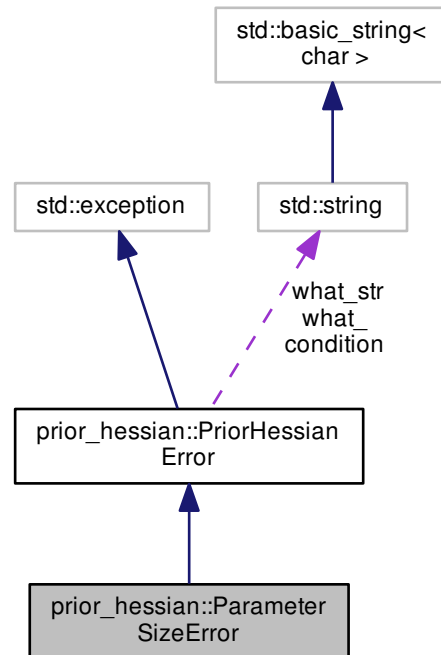 std::basic_string<
char >
std::exception
std::string
what_str
what_
condition
prior_hessian::PriorHessian
Error
prior_hessian::Parameter
SizeError